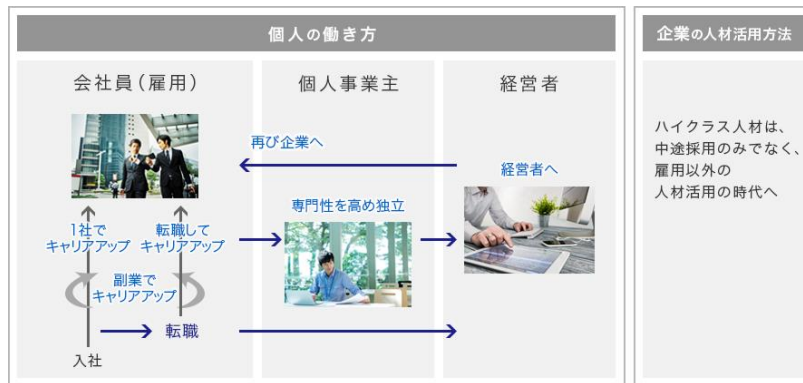 個人の働き方
会社員(雇用)
個人事業主
経営者
再び企業へ
経営者へ
専門性を高め独立
1社で
キャリアアップ
転職して
キャリアアップ
副業で
キャリアアップ
転職
入社
企業の人材活用方法
ハイクラス人材は、
中途採用のみでなく、
雇用以外の
人材活用の時代へ